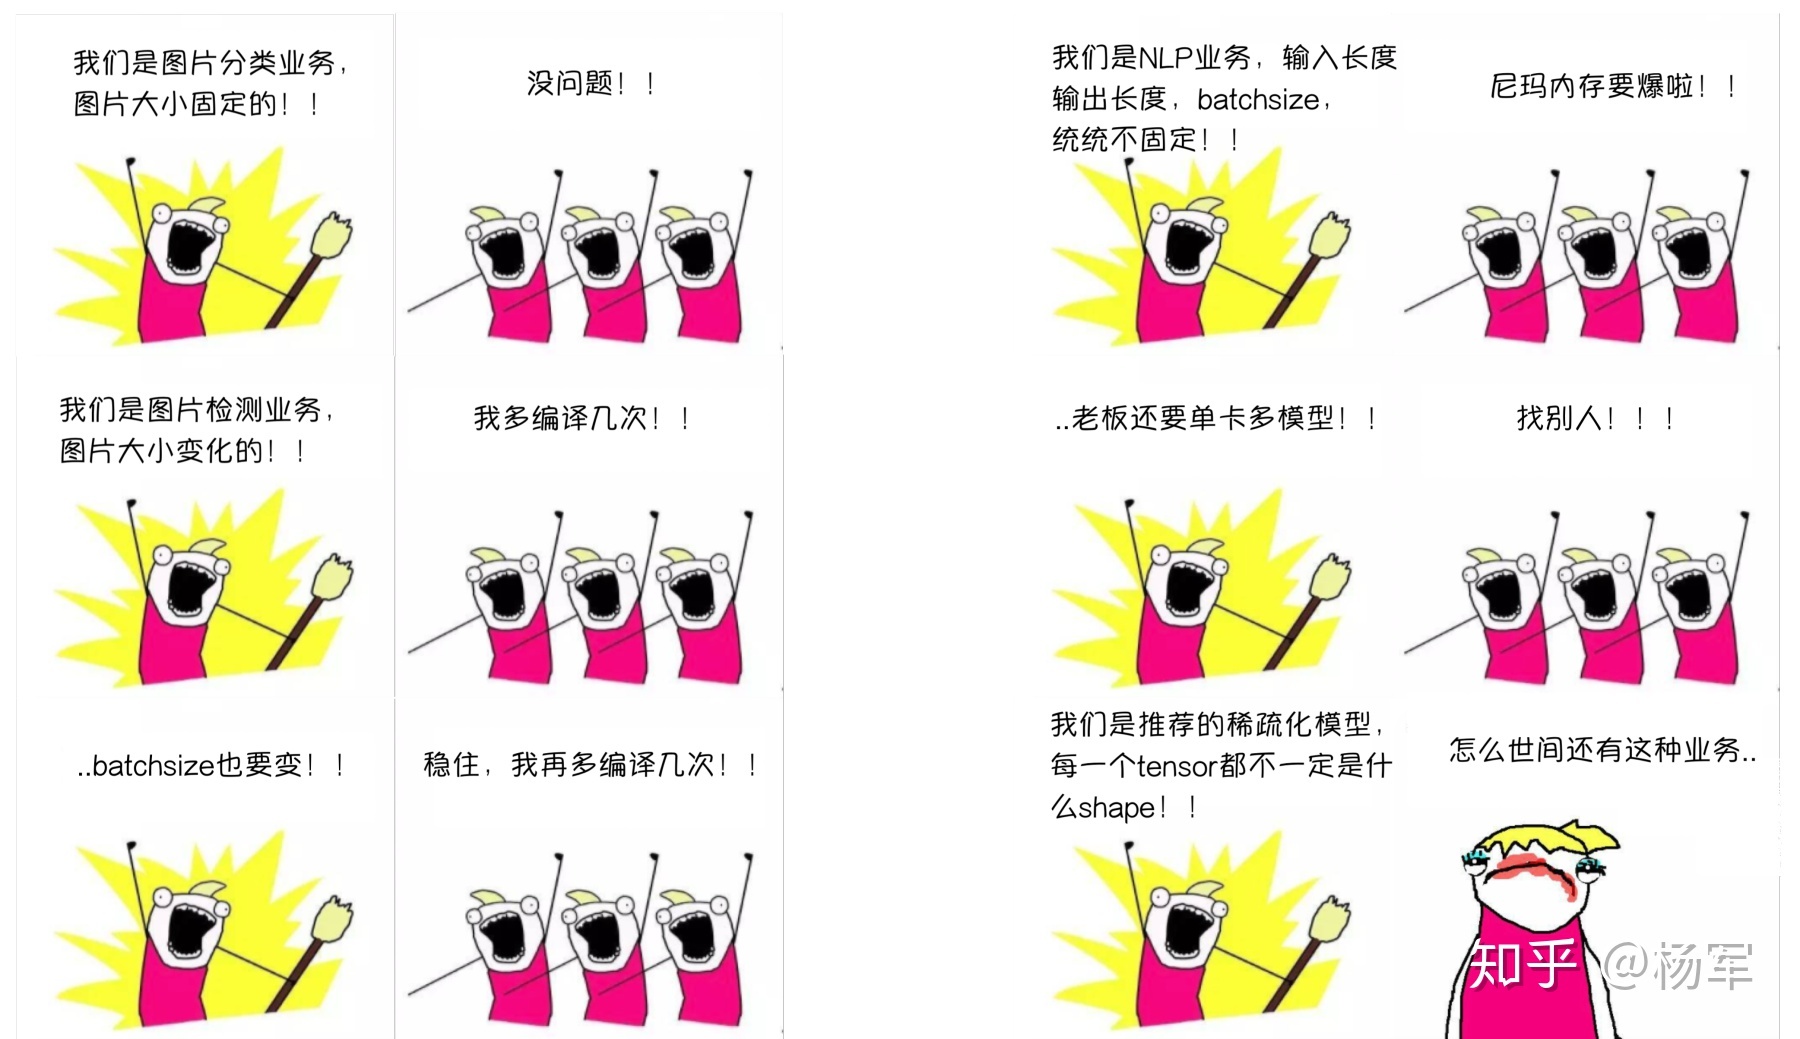 我们是图片分类业务，
图片大小固定的！！
没问题！！
我们是图片检测业务，
图片大小变化的！！
我多编译几次！！
..batchsize也要变！！
稳住，我再多编译几次！！
我们是NLP业务，输入长度
输出长度，batchsize，
统统不固定！！
尼玛内存要爆啦！！
..老板还要单卡多模型！！
找别人！！！
我们是推荐的稀疏化模型，
每一个tensor都不一定是什
么shape！！
怎么世间还有这种业务..
知乎 @杨军